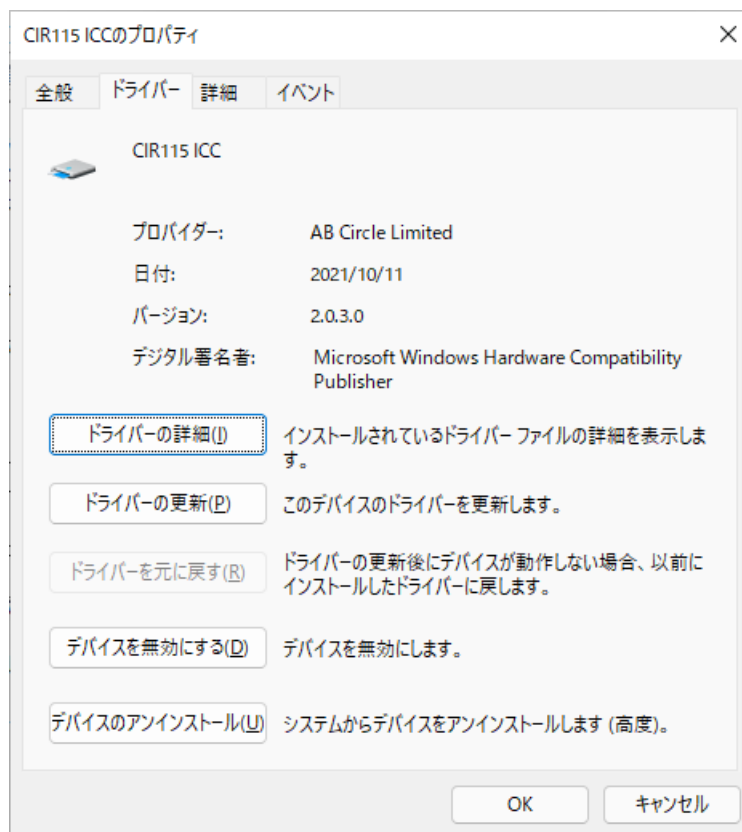 CIR115 ICCのプロパティ
全般 ドライバー 詳細 イベント
CIR115 ICC
プロバイダー: AB Circle Limited
日付: 2021/10/11
バージョン: 2.0.3.0
デジタル署名者: Microsoft Windows Hardware Compatibility
Publisher
ドライバーの詳細(I) インストールされているドライバー ファイルの詳細を表示しま
す。
ドライバーの更新(P) このデバイスのドライバーを更新します。
ドライバーを元に戻す(R) ドライバーの更新後にデバイスが動作しない場合、以前に
インストールしたドライバーに戻します。
デバイスを無効にする(D) デバイスを無効にします。
デバイスのアンインストール(U) システムからデバイスをアンインストールします (高度)。
OK キャンセル